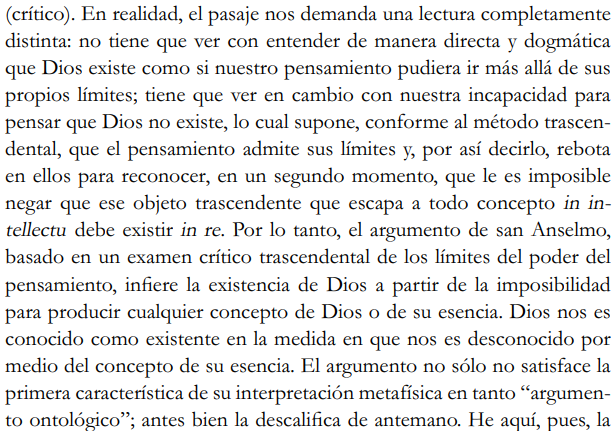 (crítico). En realidad, el pasaje nos demanda una lectura completamente
distinta: no tiene que ver con entender de manera directa y dogmática
que Dios existe como si nuestro pensamiento pudiera ir más allá de sus
propios límites; tiene que ver en cambio con nuestra incapacidad para
pensar que Dios no existe, lo cual supone, conforme al método trascen-
dental, que el pensamiento admite sus límites y, por así decirlo, rebota
en ellos para reconocer, en un segundo momento, que le es imposible
negar que ese objeto trascendente que escapa a todo concepto in in-
tellectu debe existir in re. Por lo tanto, el argumento de san Anselmo,
basado en un examen crítico trascendental de los límites del poder del
pensamiento, infiere la existencia de Dios a partir de la imposibilidad
para producir cualquier concepto de Dios o de su esencia. Dios nos es
conocido como existente en la medida en que nos es desconocido por
medio del concepto de su esencia. El argumento no sólo no satisface la
primera característica de su interpretación metafísica en tanto “argumen-
to ontológico”; antes bien la descalifica de antemano. He aquí, pues, la